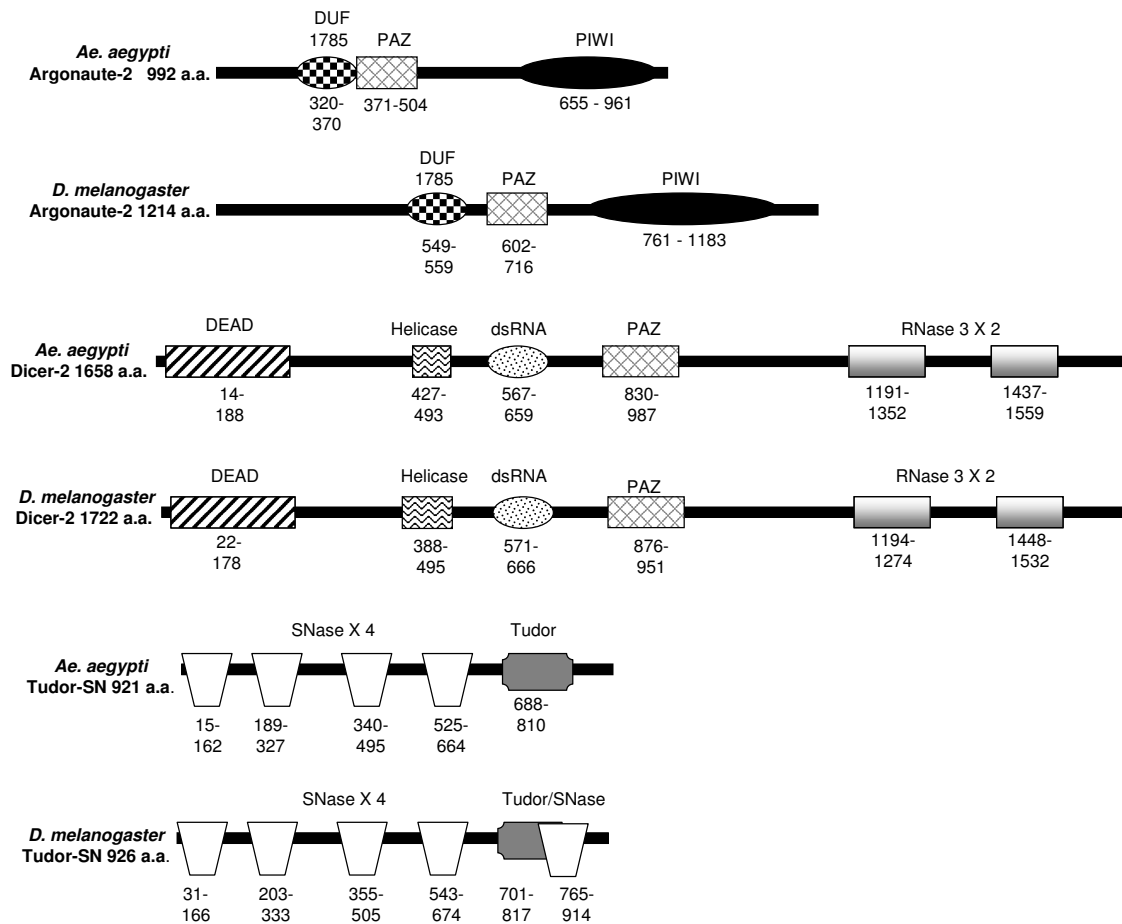 DUF
1785 PAZ PIWI
Ae. aegypti
Argonaute-2 992 a.a.
320-
370
371-504
655 - 961
DUF
1785 PAZ PIWI
D. melanogaster
Argonaute-2 1214 a.a.
549-
559
602-
716
761 - 1183
DEAD Helicase dsRNA PAZ RNase 3 X 2
Ae. aegypti
Dicer-2 1658 a.a.
14-
188
427-
493
567-
659
830-
987
1191-
1352
1437-
1559
DEAD Helicase dsRNA PAZ RNase 3 X 2
D. melanogaster
Dicer-2 1722 a.a.
22-
178
388-
495
571-
666
876-
951
1194-
1274
1448-
1532
SNase X 4 Tudor
Ae. aegypti
Tudor-SN 921 a.a.
15-
162
189-
327
340-
495
525-
664
688-
810
SNase X 4 Tudor/SNase
D. melanogaster
Tudor-SN 926 a.a.
31-
166
203-
333
355-
505
543-
674
701-
817
765-
914